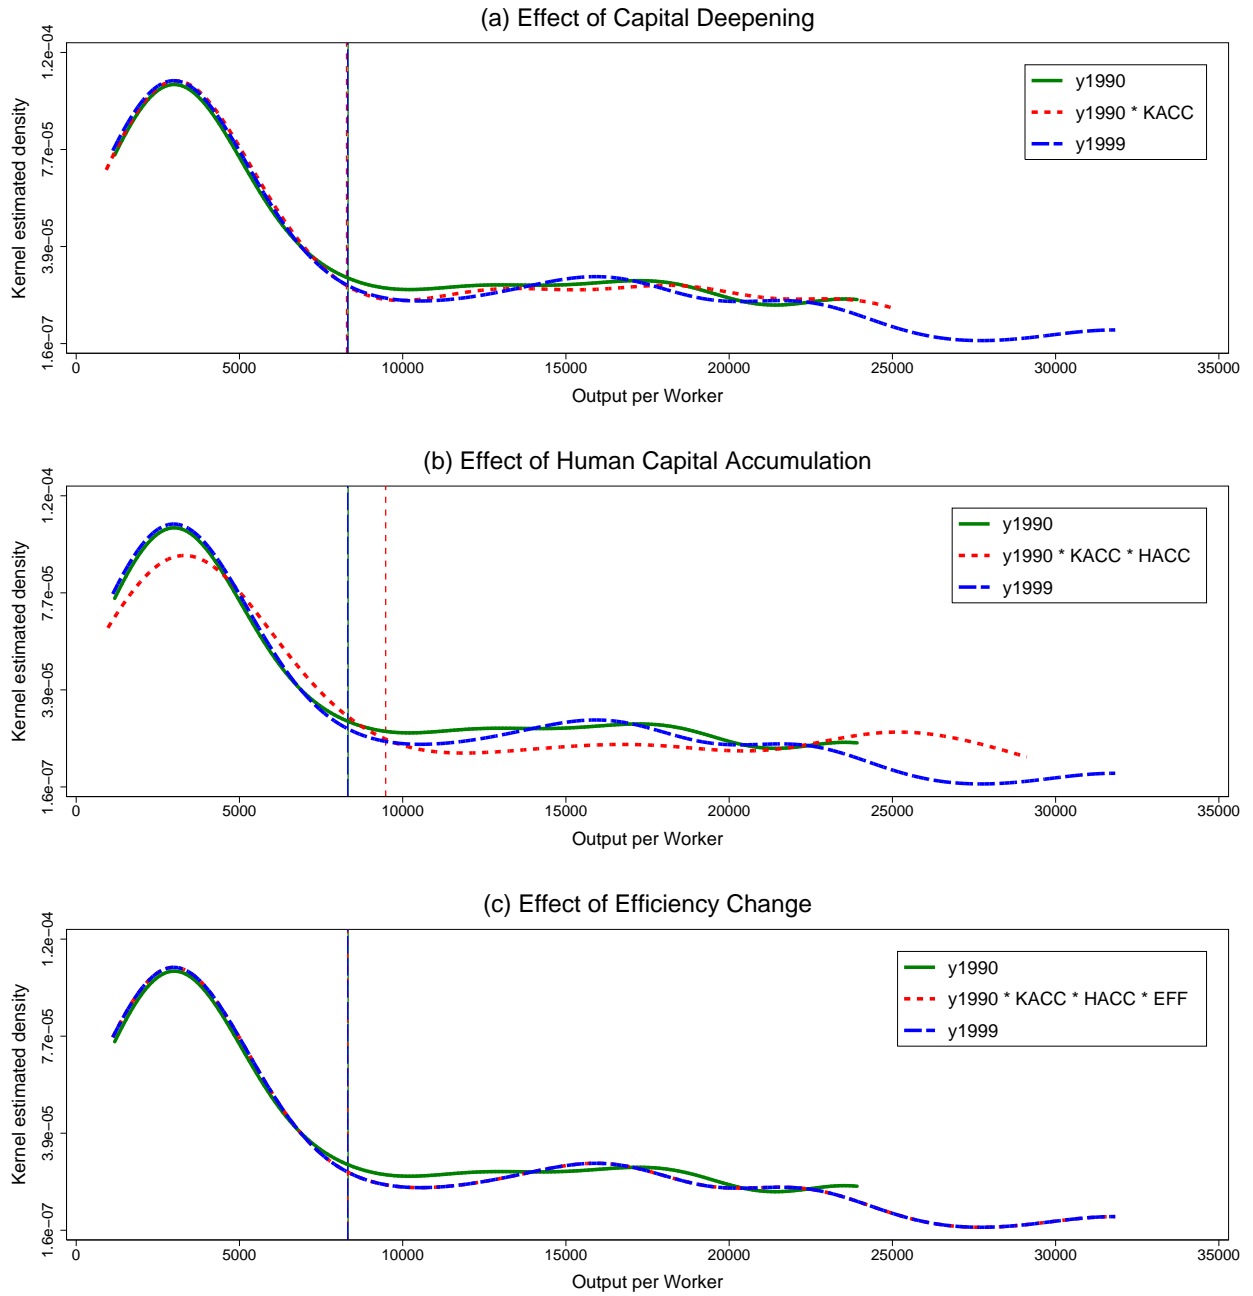 (a) Effect of Capital Deepening
Kernel estimated density
1.2e−04
7.7e−05
3.9e−05
1.6e−07
y1990
y1990 * KACC
y1999
0 5000 10000 15000 20000 25000 30000 35000
Output per Worker
(b) Effect of Human Capital Accumulation
Kernel estimated density
1.2e−04
7.7e−05
3.9e−05
1.6e−07
y1990
y1990 * KACC * HACC
y1999
0 5000 10000 15000 20000 25000 30000 35000
Output per Worker
(c) Effect of Efficiency Change
Kernel estimated density
1.2e−04
7.7e−05
3.9e−05
1.6e−07
y1990
y1990 * KACC * HACC * EFF
y1999
0 5000 10000 15000 20000 25000 30000 35000
Output per Worker